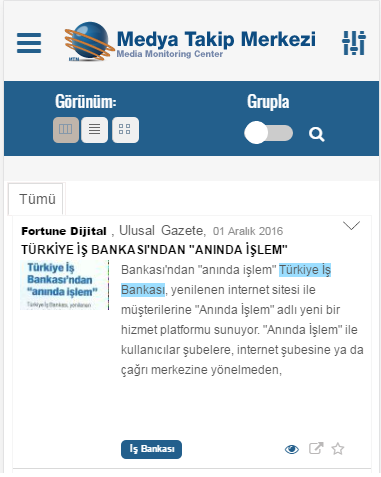 Medya Takip Merkezi
Media Monitoring Center
MTM
Görünüm:
Grupla
Tümü
Fortune Dijital , Ulusal Gazete, 01 Aralık 2016
TÜRKİYE İŞ BANKASI'NDAN "ANINDA İŞLEM"
Türkiye İş
Bankası'ndan
"anında işlem"
Türkiye İş Bankası, yenilenen
Bankası'ndan "anında işlem" Türkiye İş
Bankası, yenilenen internet sitesi ile
müşterilerine "Anında İşlem" adlı yeni bir
hizmet platformu sunuyor. "Anında İşlem" ile
kullanıcılar şubelere, internet şubesine ya da
çağrı merkezine yönelmeden,
İş Bankası